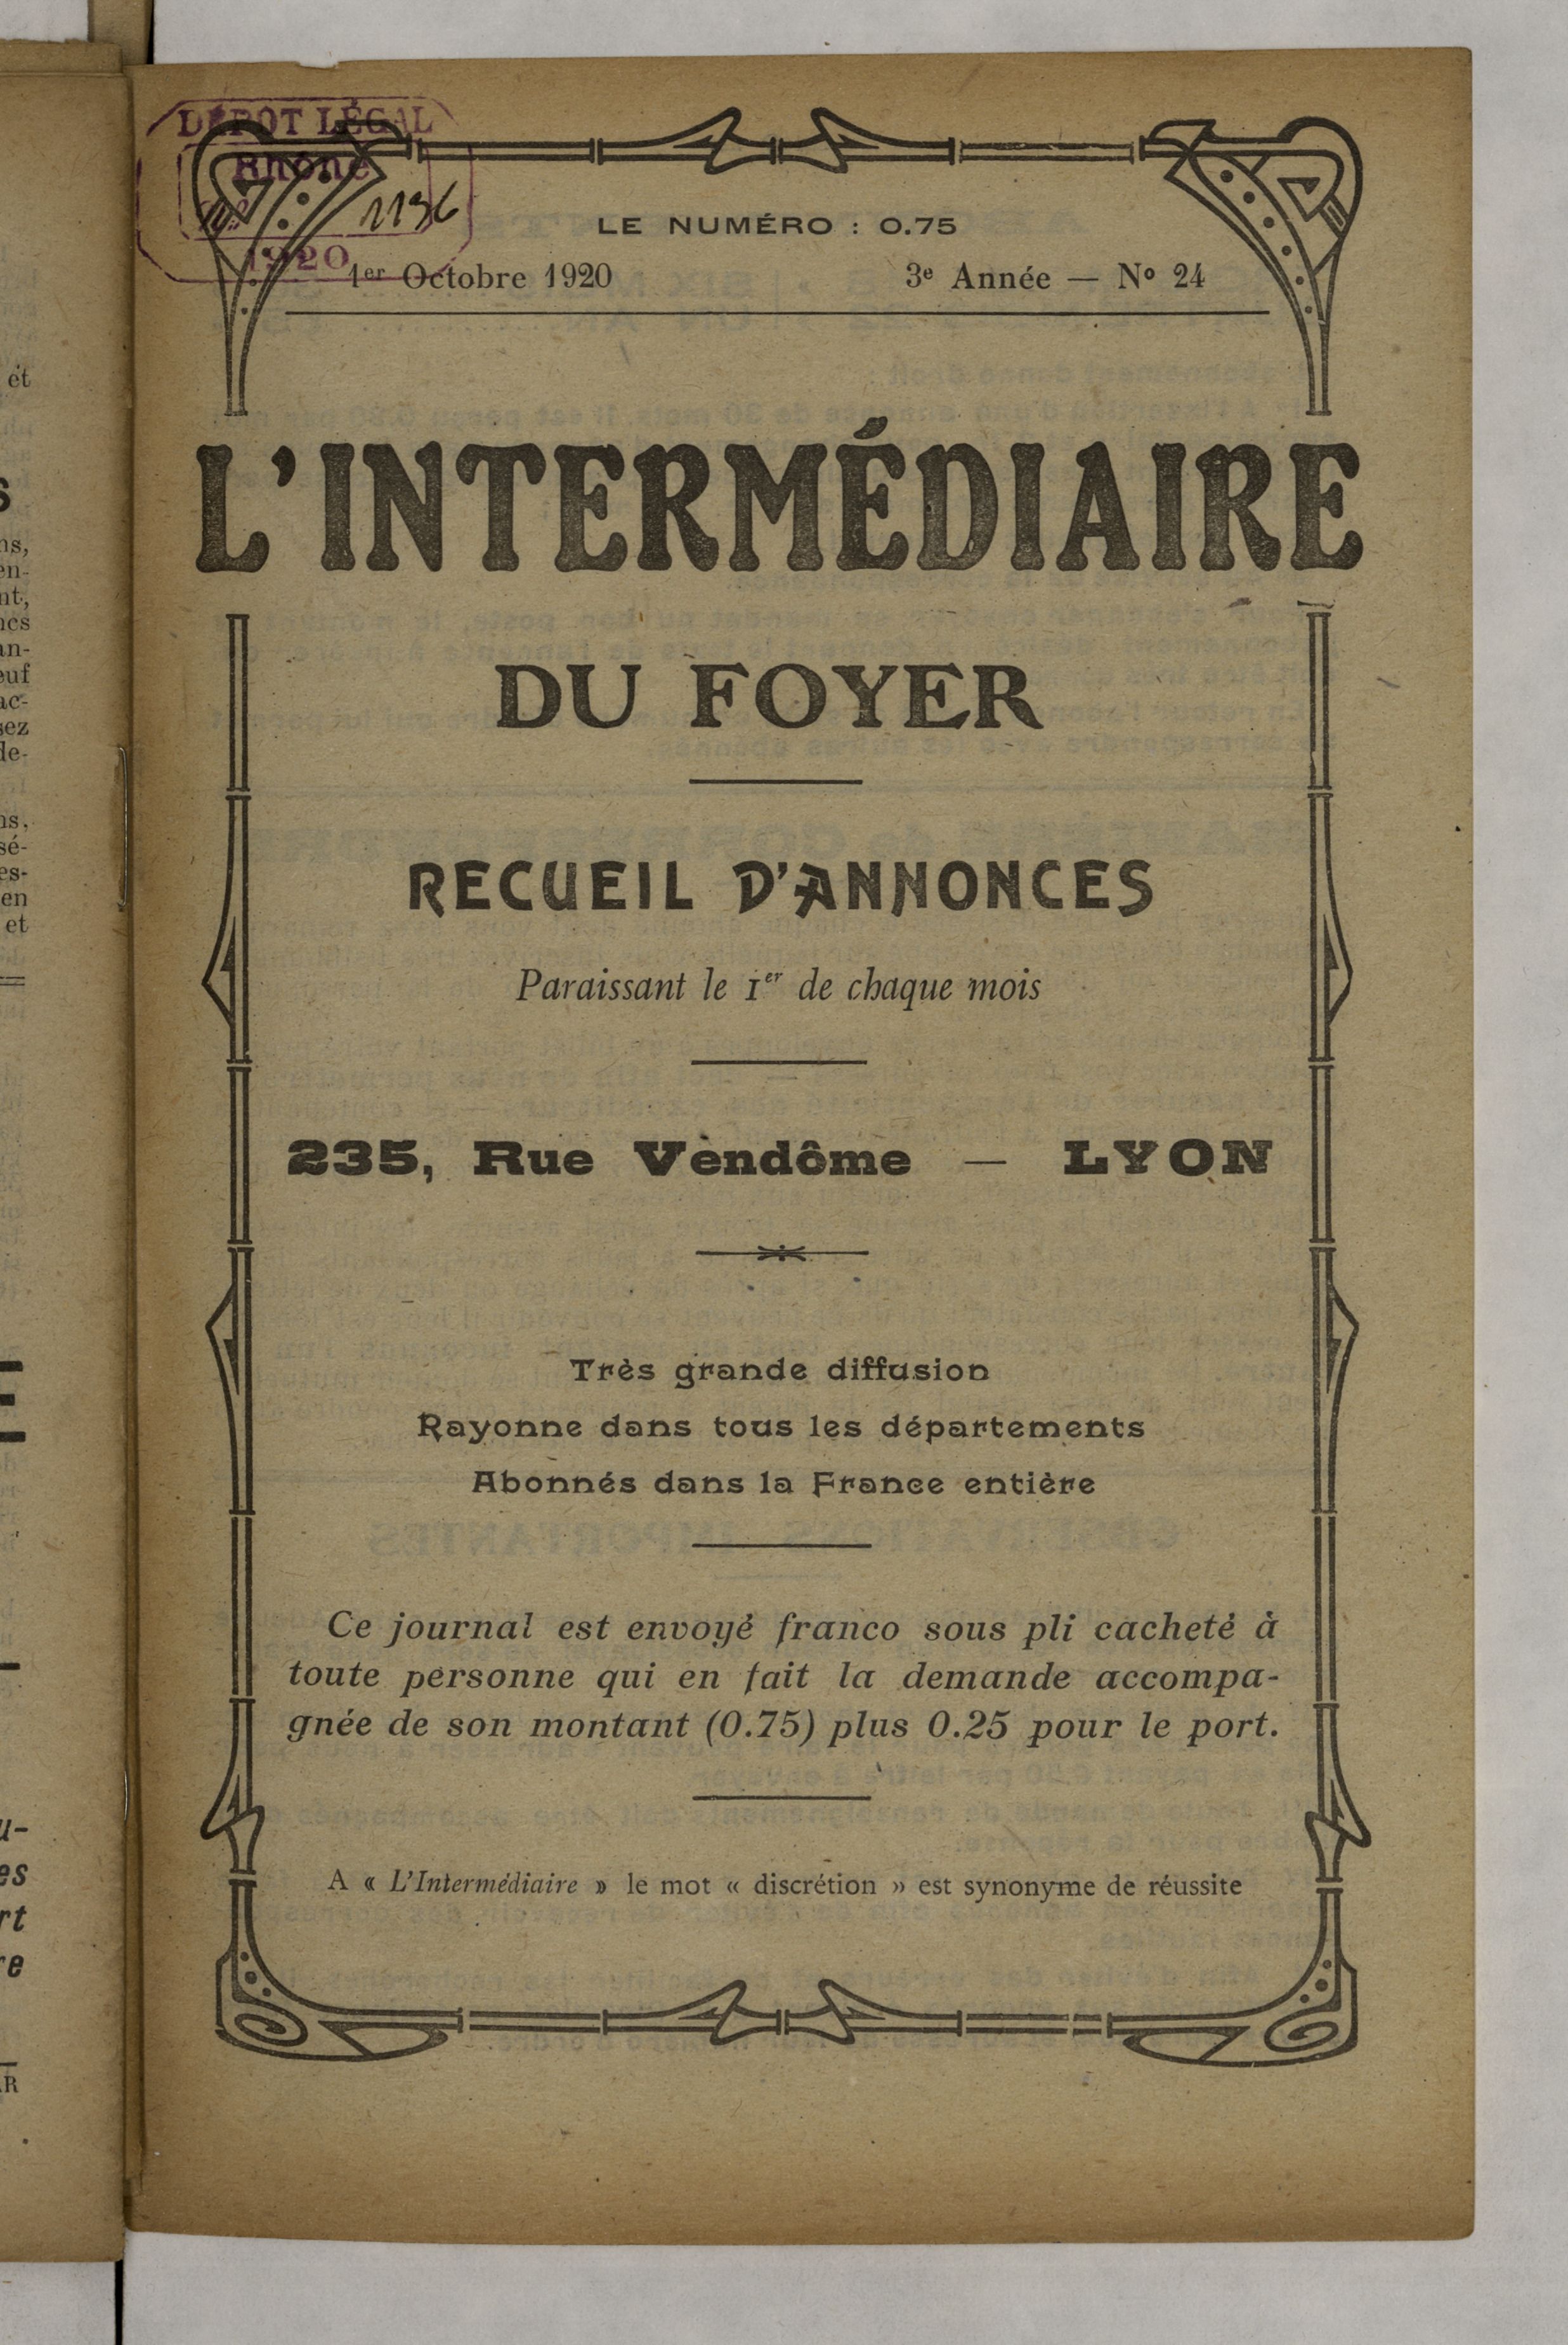 DÉPOT LÉGAL
Rhône
1136
1920
LE NUMÉRO : 0.75
1er Octobre 1920 3e Année — No 24
L'INTERMÉDIAIRE
DU FOYER
RECUEIL D'ANNONCES
Paraissant le 1er de chaque mois
235, Rue Vendôme — LYON
Très grande diffusion
Rayonne dans tous les départements
Abonnés dans la France entière
Ce journal est envoyé franco sous pli cacheté à
toute personne qui en fait la demande accompa-
gnée de son montant (0.75) plus 0.25 pour le port.
A « L'Intermédiaire » le mot « discrétion » est synonyme de réussite